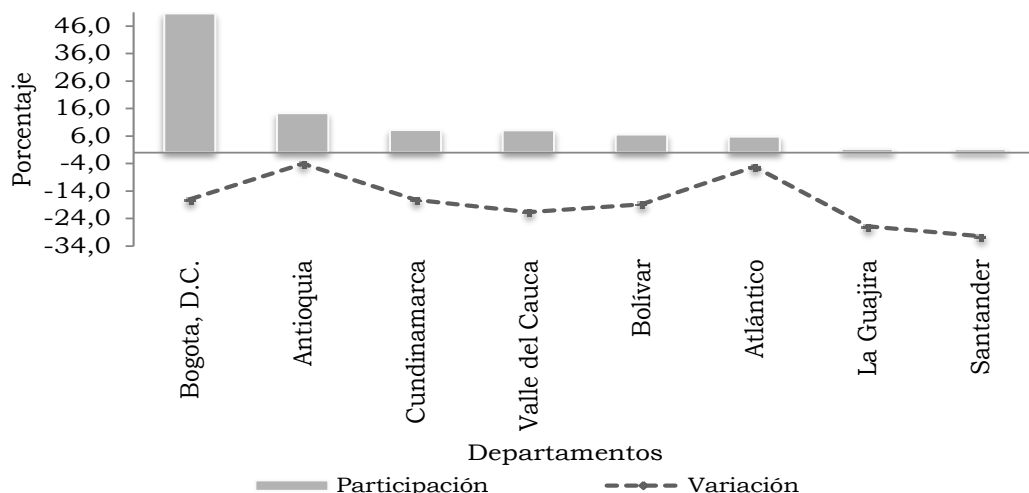 Porcentaje
46,0
36,0
26,0
16,0
6,0
-4,0
-14,0
-24,0
-34,0
Bogota, D.C.
Antioquia
Cundinamarca
Valle del Cauca
Bolívar
Atlántico
La Guajira
Santander
Departamentos
Participación
Variación